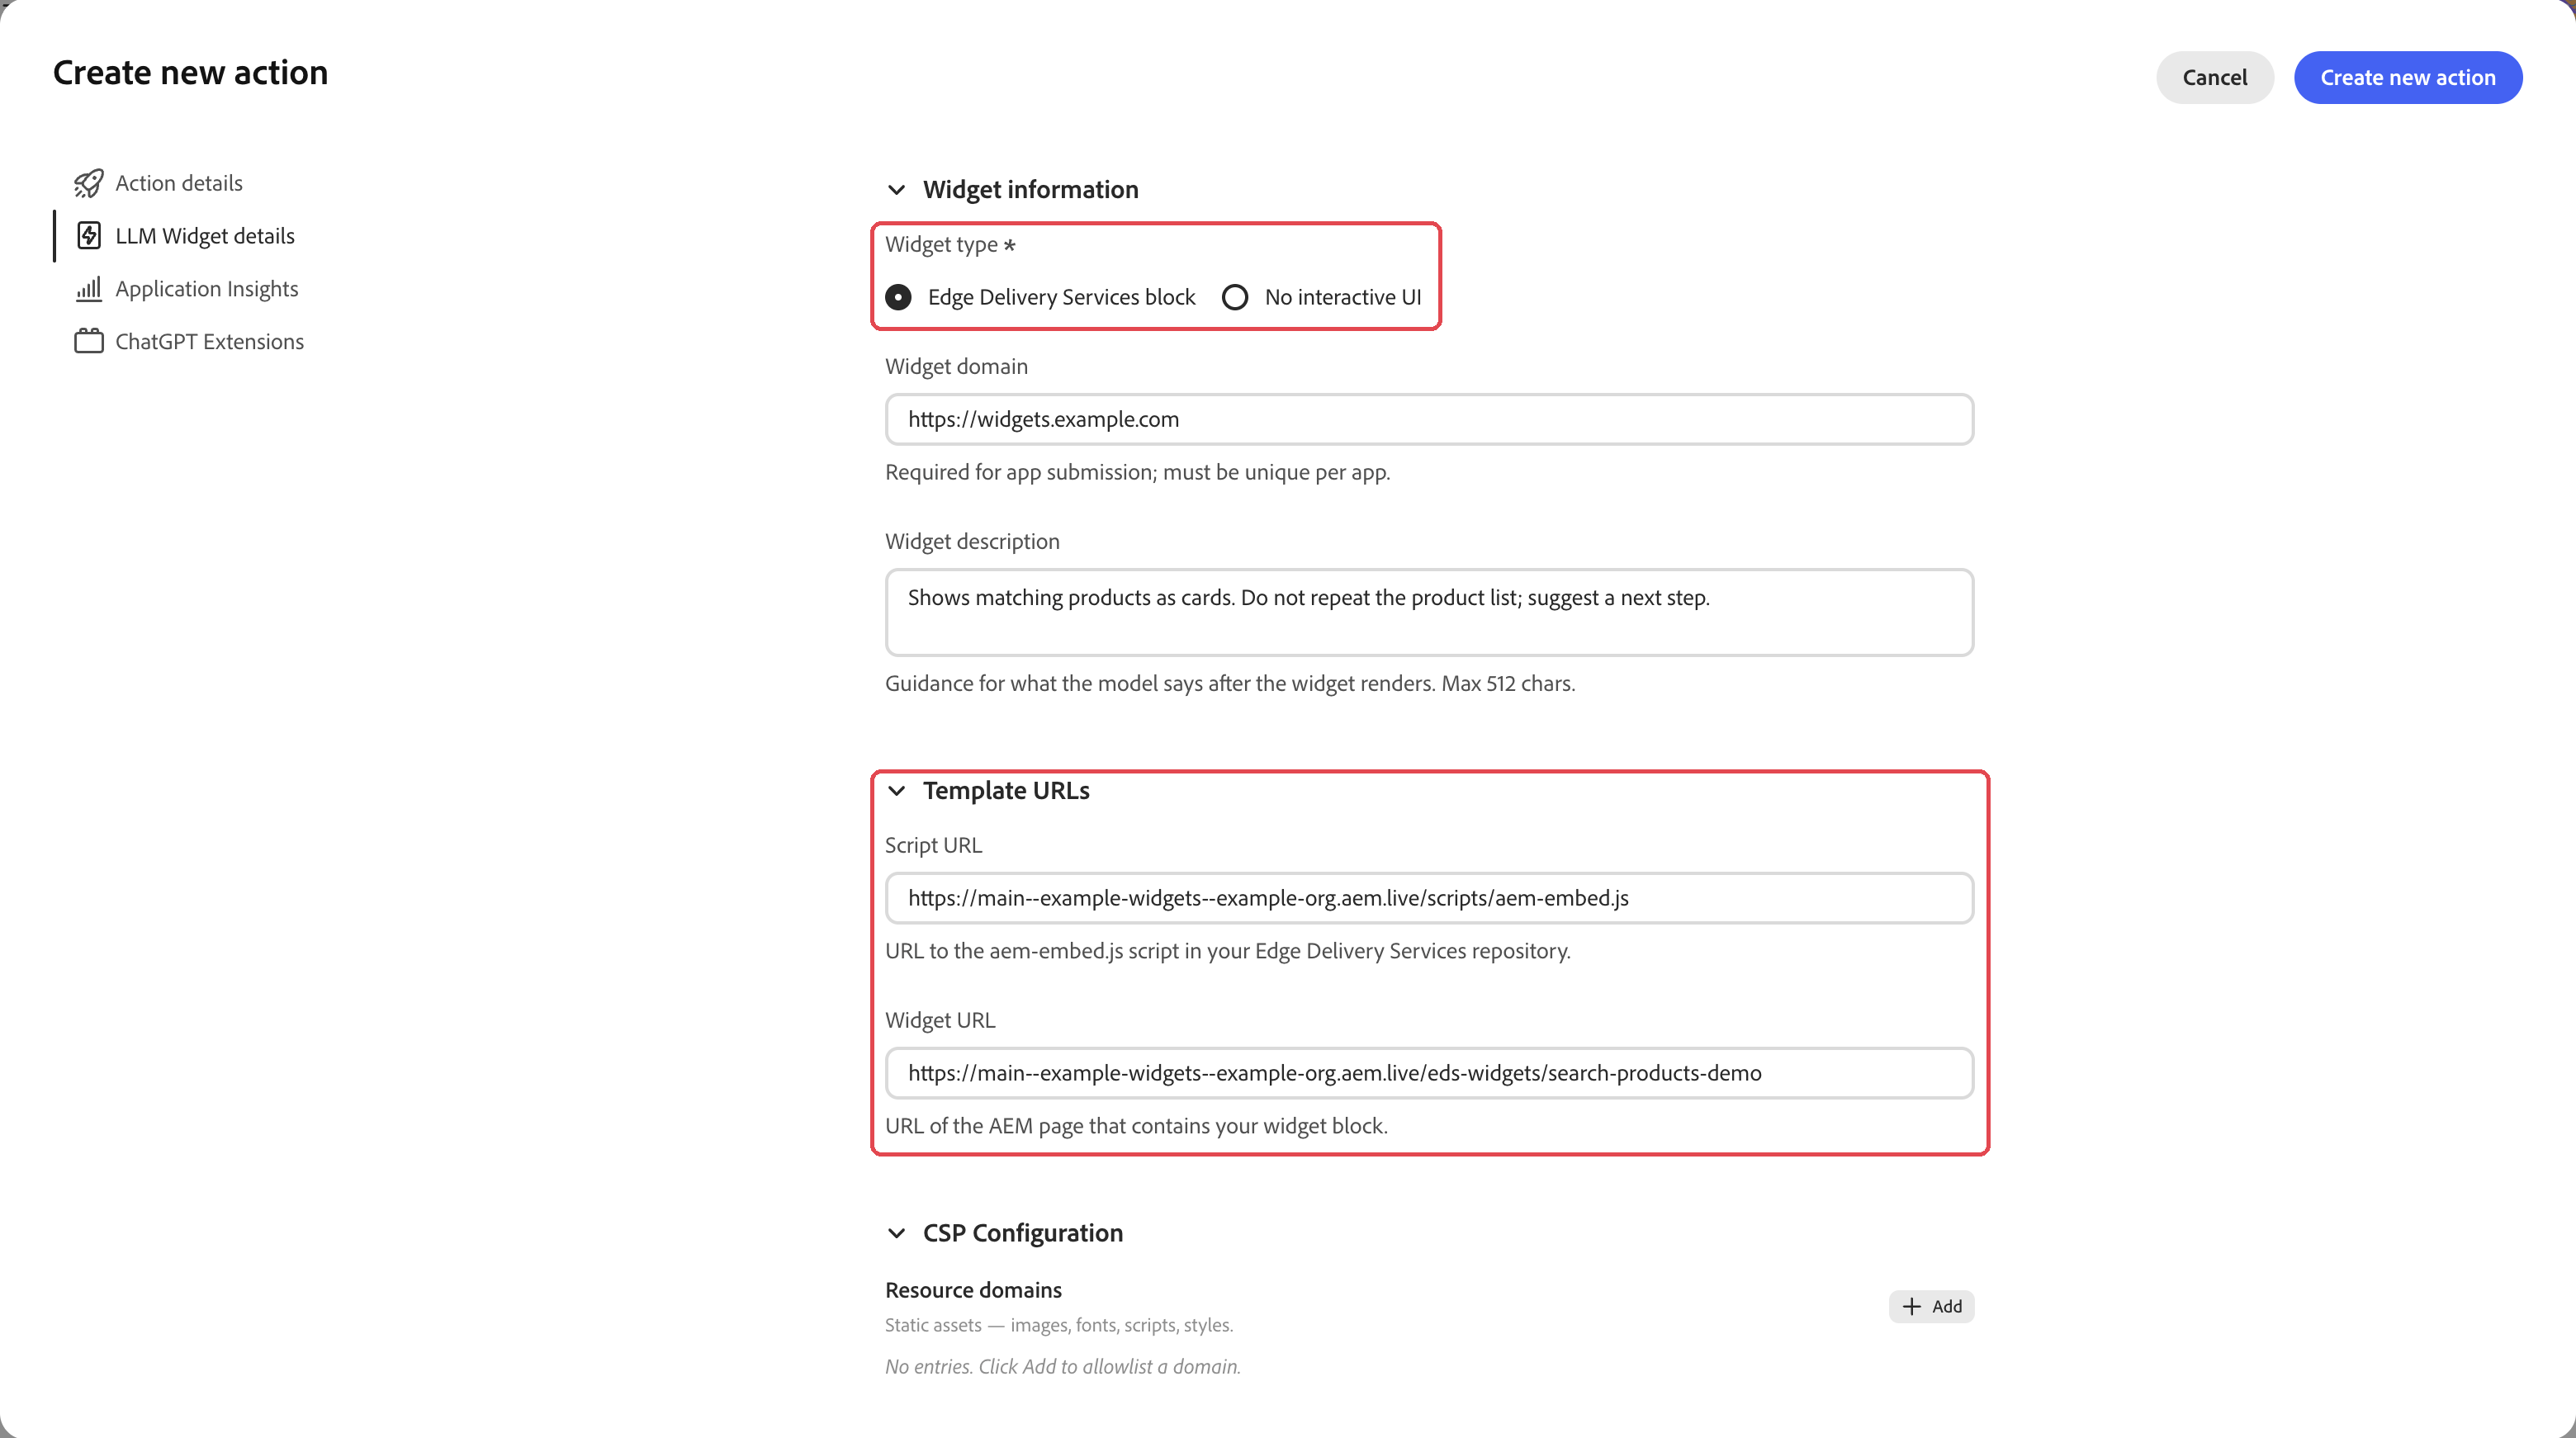 Create new action
Cancel
Create new action
Action details
LLM Widget details
Application Insights
ChatGPT Extensions
Widget information
Widget type *
Edge Delivery Services block
No interactive UI
Widget domain
https://widgets.example.com
Required for app submission; must be unique per app.
Widget description
Shows matching products as cards. Do not repeat the product list; suggest a next step.
Guidance for what the model says after the widget renders. Max 512 chars.
Template URLs
Script URL
https://main--example-widgets--example-org.aem.live/scripts/aem-embed.js
URL to the aem-embed.js script in your Edge Delivery Services repository.
Widget URL
https://main--example-widgets--example-org.aem.live/eds-widgets/search-products-demo
URL of the AEM page that contains your widget block.
CSP Configuration
Resource domains
Add
Static assets — images, fonts, scripts, styles.
No entries. Click Add to allowlist a domain.